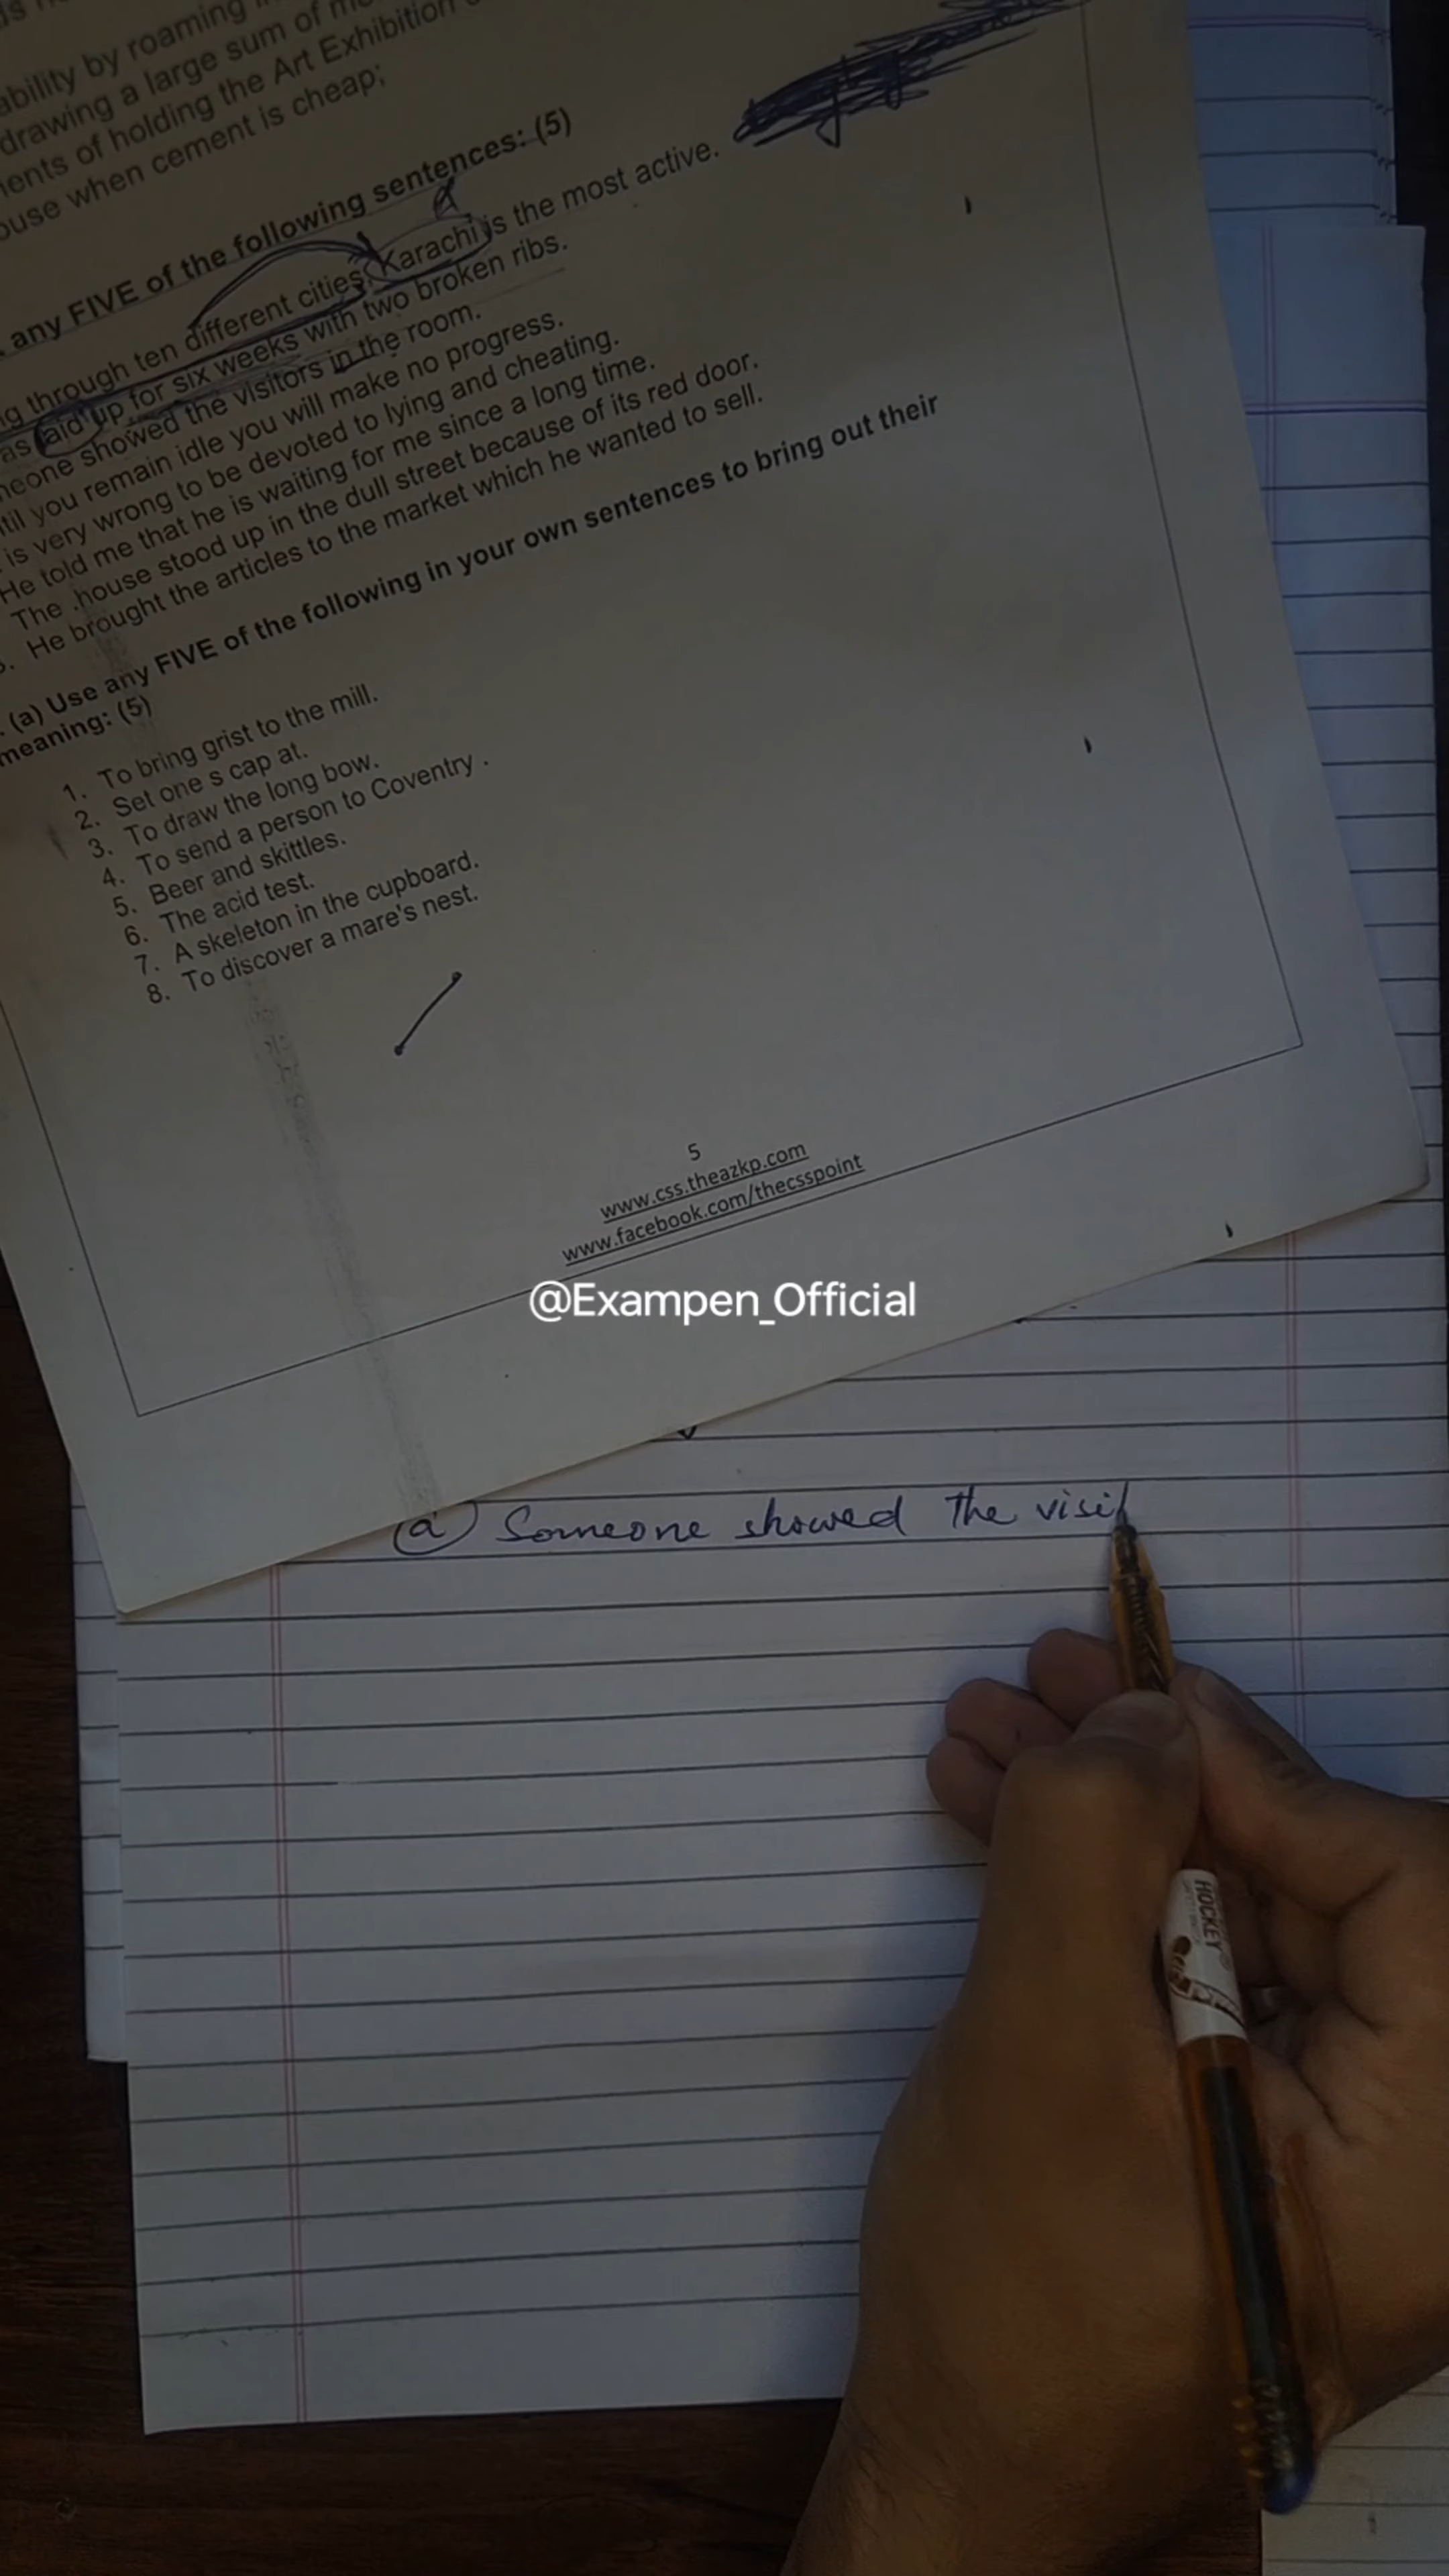 ability by roaming
drawing a large sum of
ents of holding the Art Exhibition
ouse when cement is cheap;
any FIVE of the following sentences: (5)
g through ten different cities, Karachi is the most active.
as laid up for six weeks with two broken ribs.
eone showed the visitors in the room.
til you remain idle you will make no progress.
is very wrong to be devoted to lying and cheating.
He told me that he is waiting for me since a long time.
The .house stood up in the dull street because of its red door.
. He brought the articles to the market which he wanted to sell.
. (a) Use any FIVE of the following in your own sentences to bring out their
meaning: (5)
1. To bring grist to the mill.
2. Set one s cap at.
3. To draw the long bow.
4. To send a person to Coventry .
5. Beer and skittles.
6. The acid test.
7. A skeleton in the cupboard.
8. To discover a mare's nest.
5
www.css.theazkp.com
www.facebook.com/thecsspoint
@Exampen_Official
(a) Someone showed the visit
HOCKEY